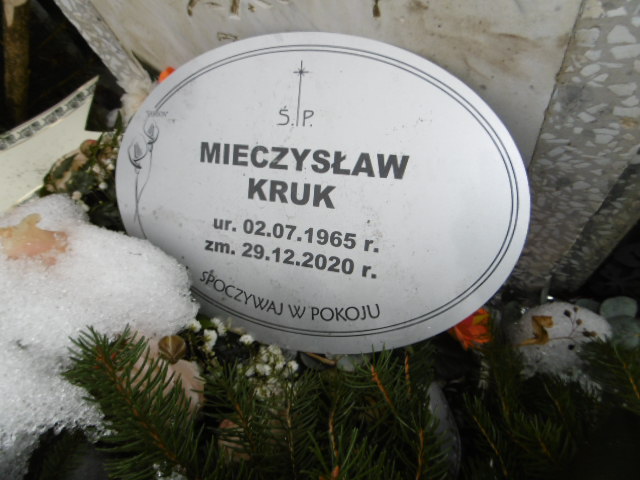 Ś. P.
MIECZYSŁAW
KRUK
ur. 02.07.1965 r.
zm. 29.12.2020 r.
SPOCZYWAJ W POKOJU